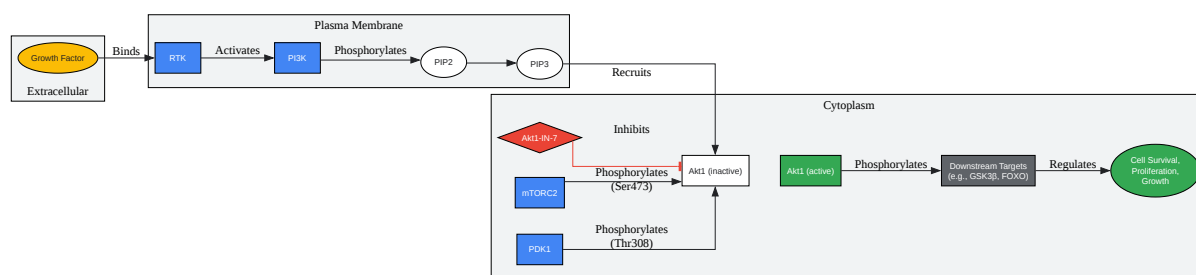 Plasma Membrane
Growth Factor
Binds
RTK
Activates
PI3K
Phosphorylates
PIP2
PIP3
Extracellular
Recruits
Cytoplasm
Akt1-IN-7
Inhibits
mTORC2
Phosphorylates
(Ser473)
Akt1 (inactive)
PDK1
Phosphorylates
(Thr308)
Akt1 (active)
Phosphorylates
Downstream Targets
(e.g., GSK3β, FOXO)
Regulates
Cell Survival,
Proliferation,
Growth